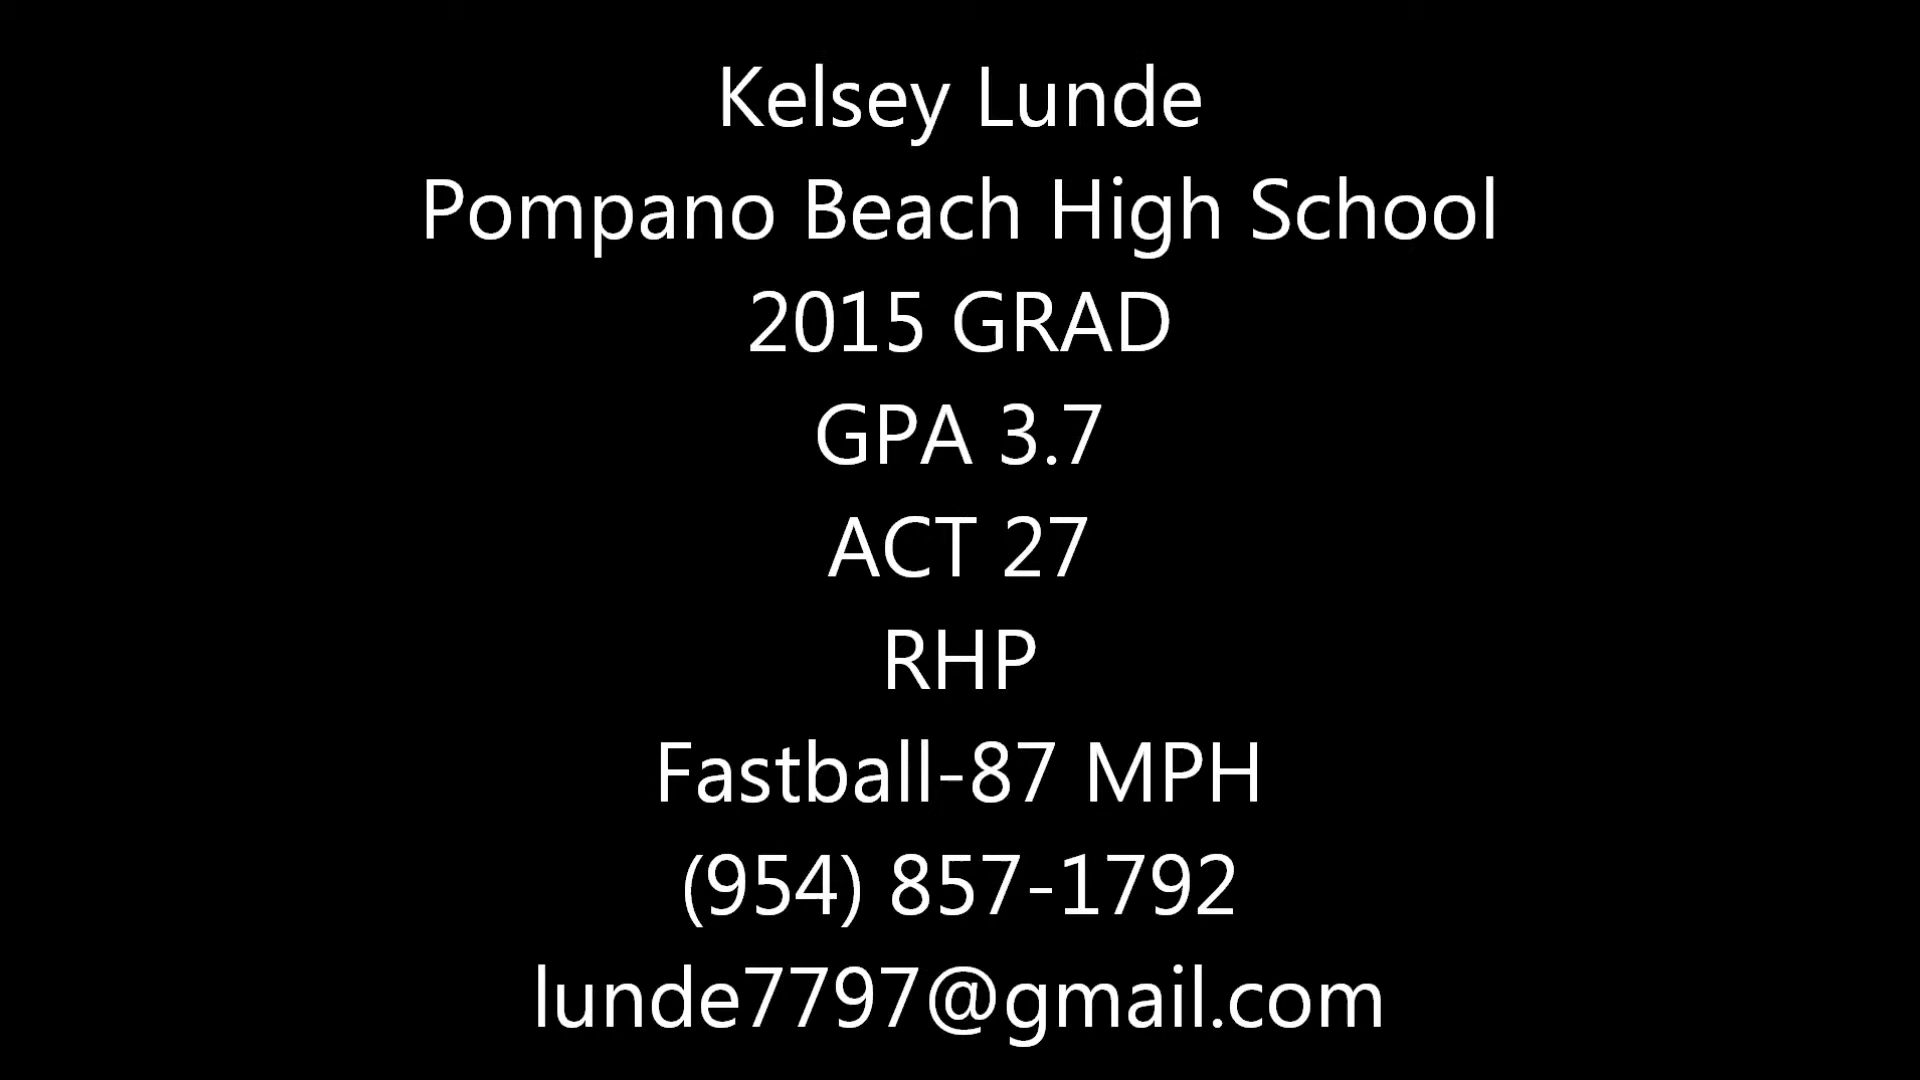 Kelsey Lunde
Pompano Beach High School
2015 GRAD
GPA 3.7
ACT 27
RHP
Fastball-87 MPH
(954) 857-1792
lunde7797@gmail.com